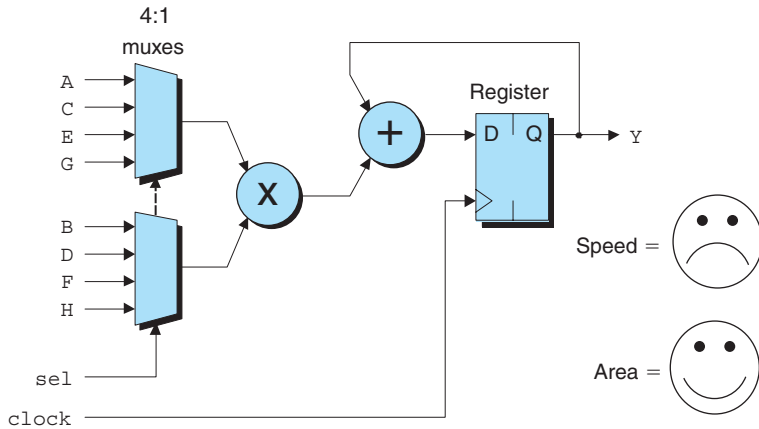 4:1
muxes
A
C
E
G
B
D
F
H
sel
clock
x
+
Register
D Q
Y
Speed =
Area =